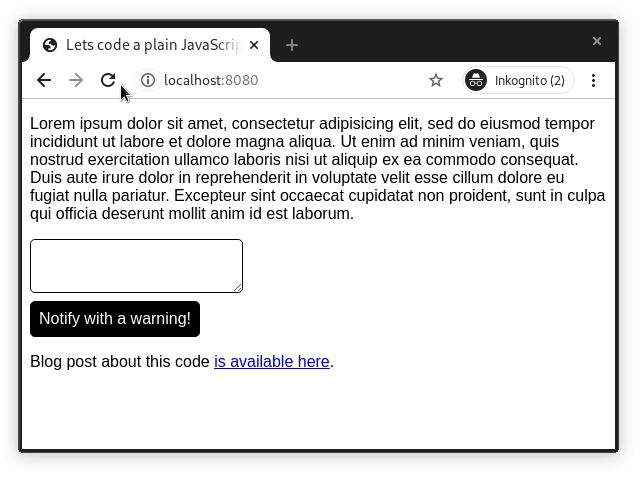 Lets code a plain JavaScrip
localhost:8080
Inkognito (2)
Lorem ipsum dolor sit amet, consectetur adipisicing elit, sed do eiusmod tempor
incididunt ut labore et dolore magna aliqua. Ut enim ad minim veniam, quis
nostrud exercitation ullamco laboris nisi ut aliquip ex ea commodo consequat.
Duis aute irure dolor in reprehenderit in voluptate velit esse cillum dolore eu
fugiat nulla pariatur. Excepteur sint occaecat cupidatat non proident, sunt in culpa
qui officia deserunt mollit anim id est laborum.
Notify with a warning!
Blog post about this code is available here.